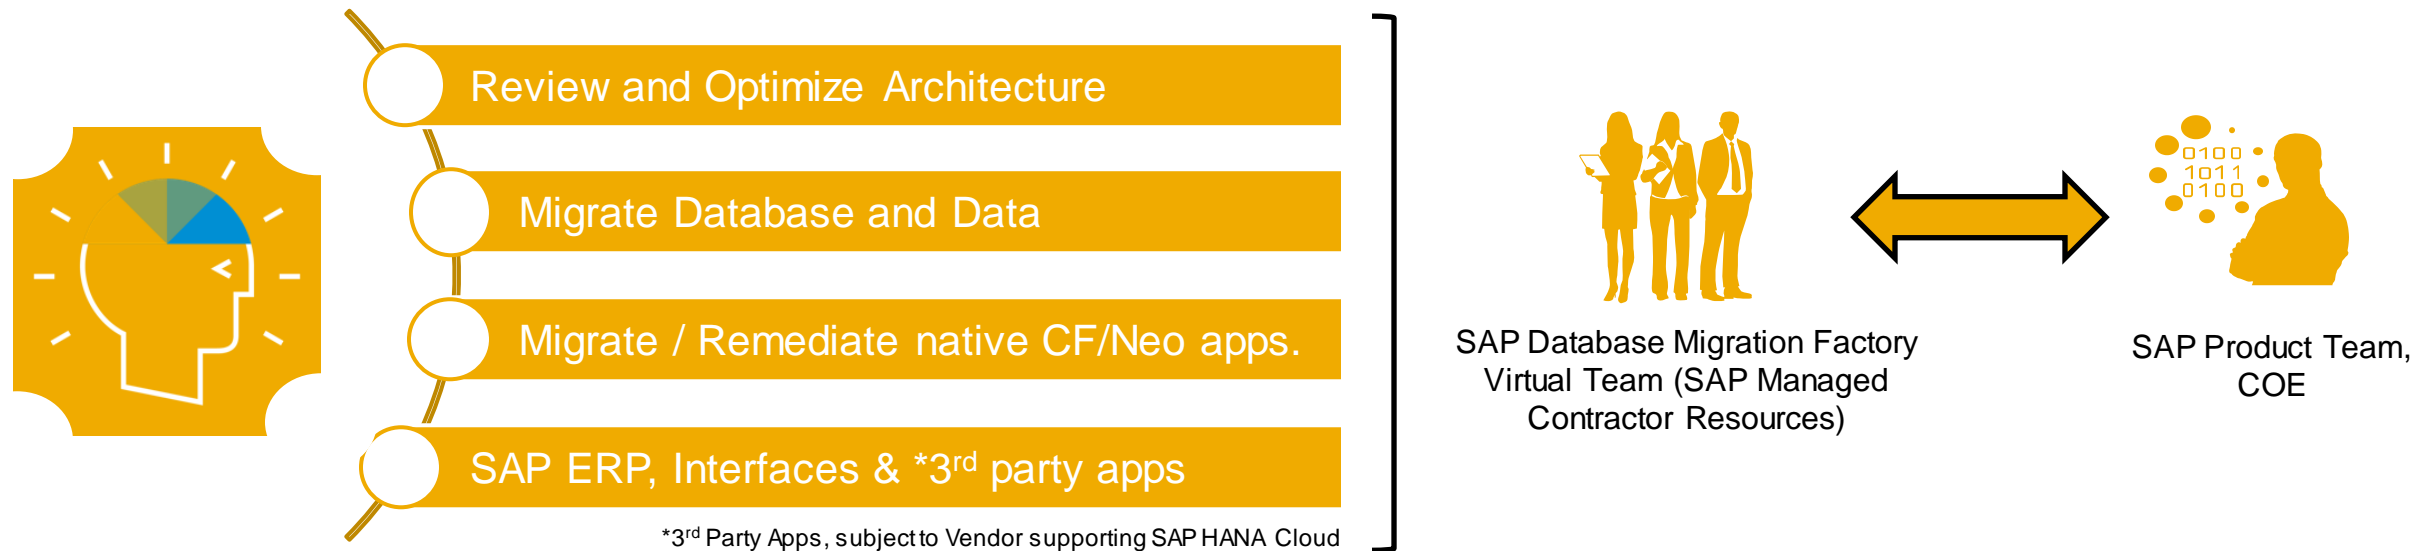 Review and Optimize Architecture
Migrate Database and Data
Migrate / Remediate native CF/Neo apps.
SAP ERP, Interfaces & *3rd party apps
*3rd Party Apps, subject to Vendor supporting SAP HANA Cloud
SAP Database Migration Factory
Virtual Team (SAP Managed
Contractor Resources)
0100
1011
0100
SAP Product Team,
COE